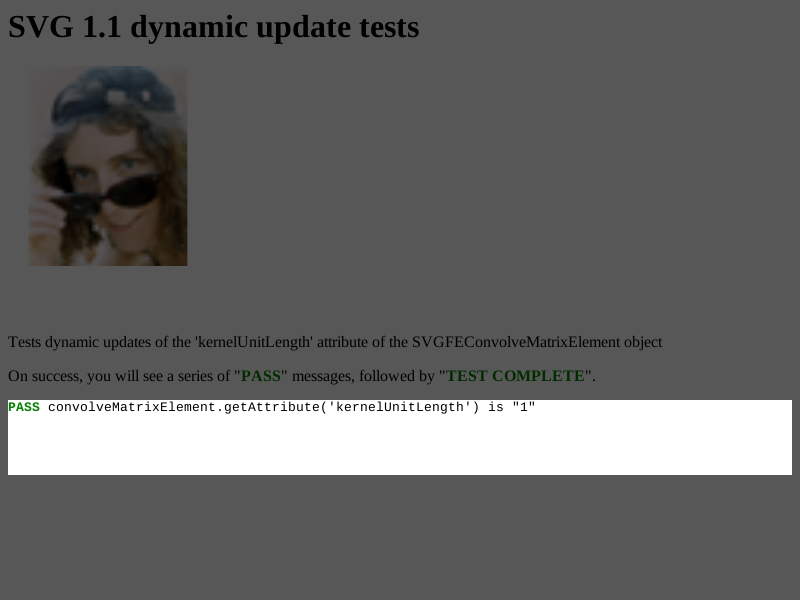 SVG 1.1 dynamic update tests
Tests dynamic updates of the 'kernelUnitLength' attribute of the SVGFEConvolveMatrixElement object
On success, you will see a series of "PASS" messages, followed by "TEST COMPLETE".
PASS convolveMatrixElement.getAttribute('kernelUnitLength') is "1"